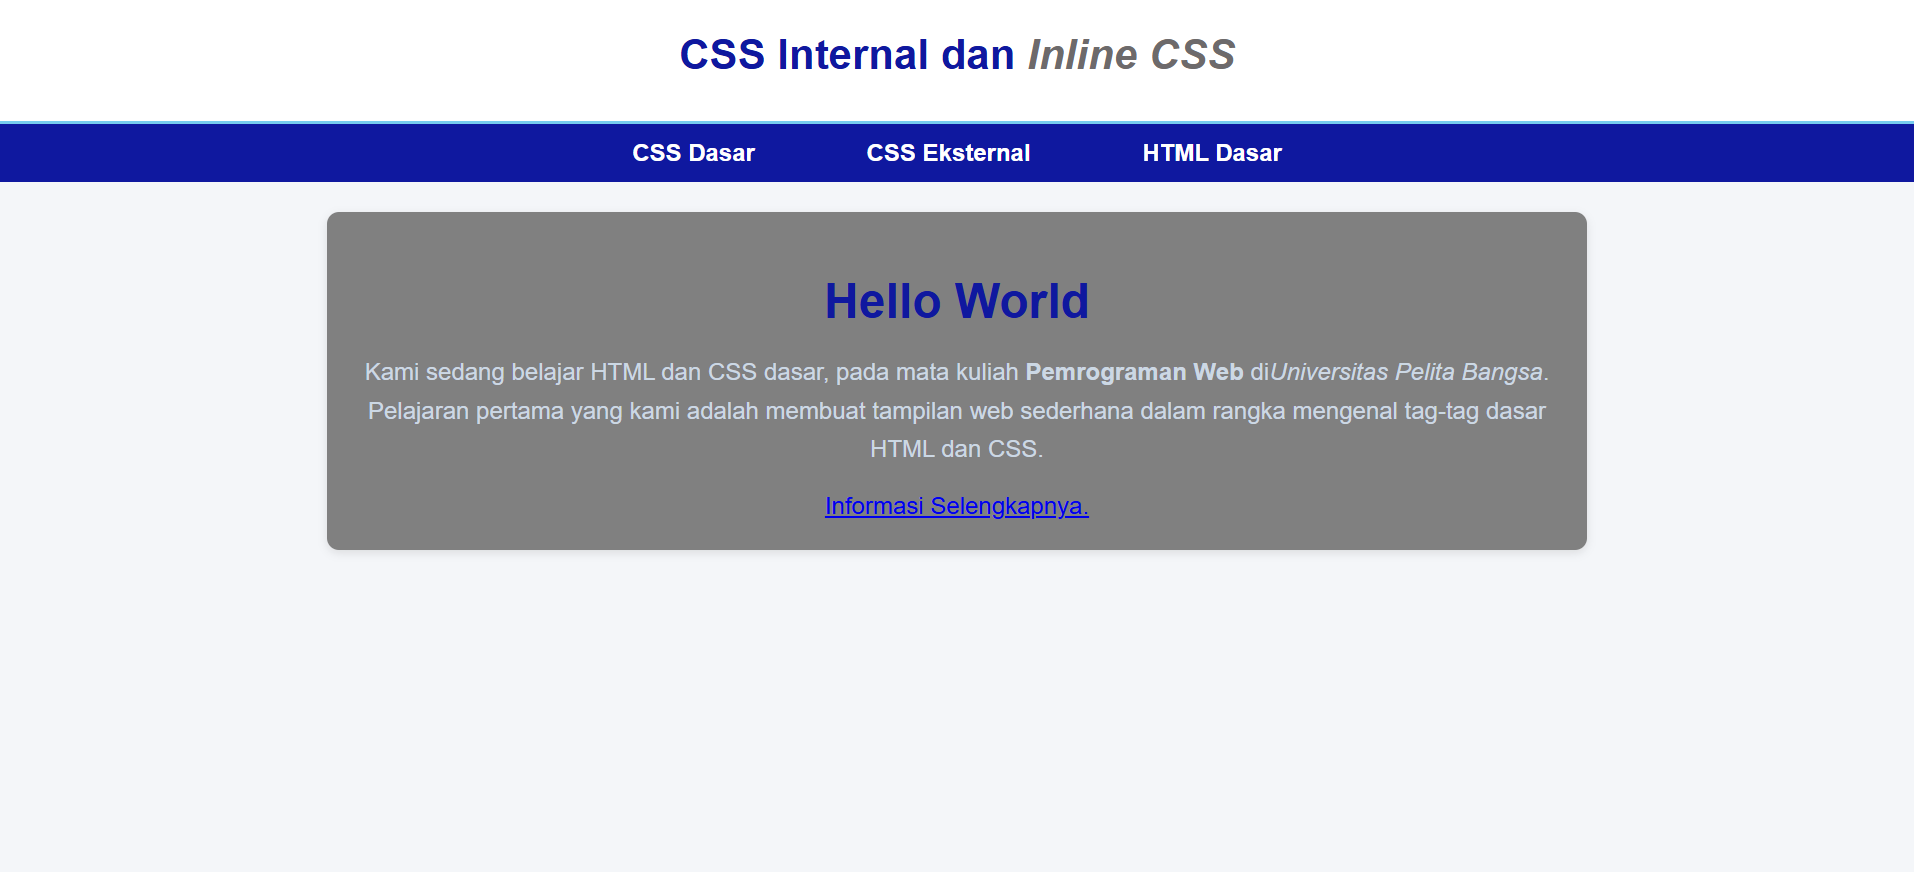 CSS Internal dan Inline CSS
CSS Dasar CSS Eksternal HTML Dasar
Hello World
Kami sedang belajar HTML dan CSS dasar, pada mata kuliah Pemrograman Web diUniversitas Pelita Bangsa.
Pelajaran pertama yang kami adalah membuat tampilan web sederhana dalam rangka mengenal tag-tag dasar
HTML dan CSS.
Informasi Selengkapnya.